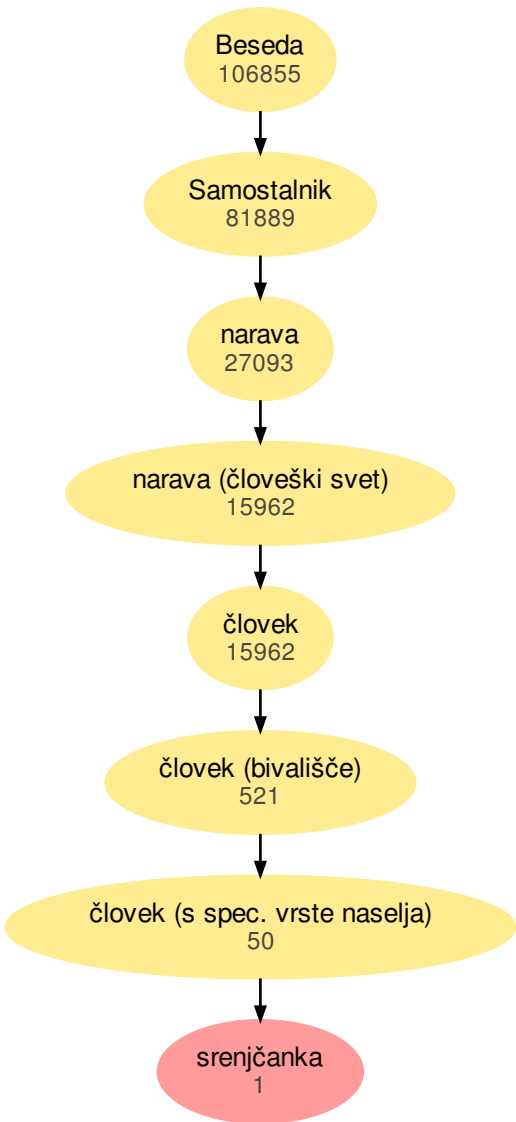 Beseda
106855
Samostalnik
81889
narava
27093
narava (človeški svet)
15962
človek
15962
človek (bivališče)
521
človek (s spec. vrste naselja)
50
srenjčanka
1